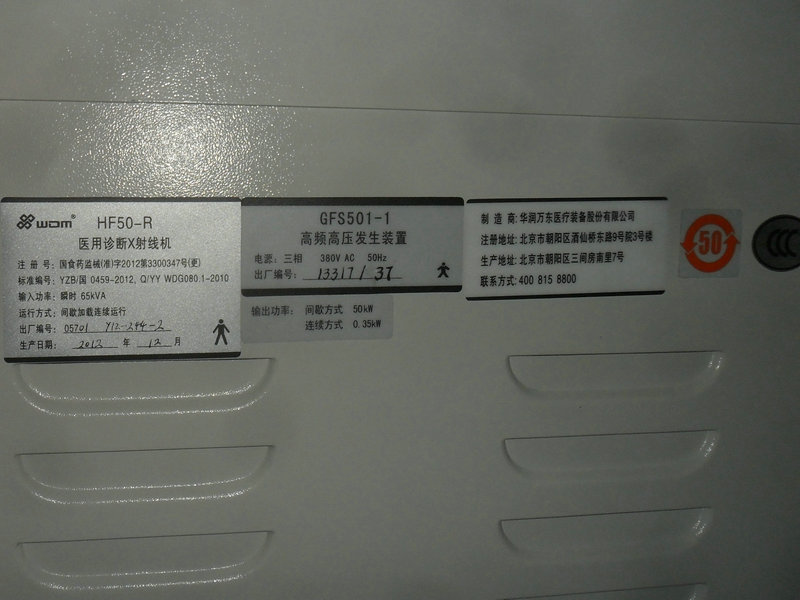 WDM®
HF50-R
医用诊断X射线机
注 册 号: 国食药监械(准)字2012第3300347号(更)
标准编号: YZB/国 0459-2012, Q/YY WDG080.1-2010
输入功率: 瞬时 65kVA
运行方式: 间歇加载连续运行
出厂编号: 05701 Y12-244-2
生产日期: 2012 年 12 月
GFS501-1
高频高压发生装置
电源: 三相 380V AC 50Hz
出厂编号: 13317/37
输出功率: 间歇方式 50kW
连续方式 0.35kW
制 造 商: 华润万东医疗装备股份有限公司
注册地址: 北京市朝阳区酒仙桥东路9号院3号楼
生产地址: 北京市朝阳区三间房南里7号
联系方式: 400 815 8800
50
CCC